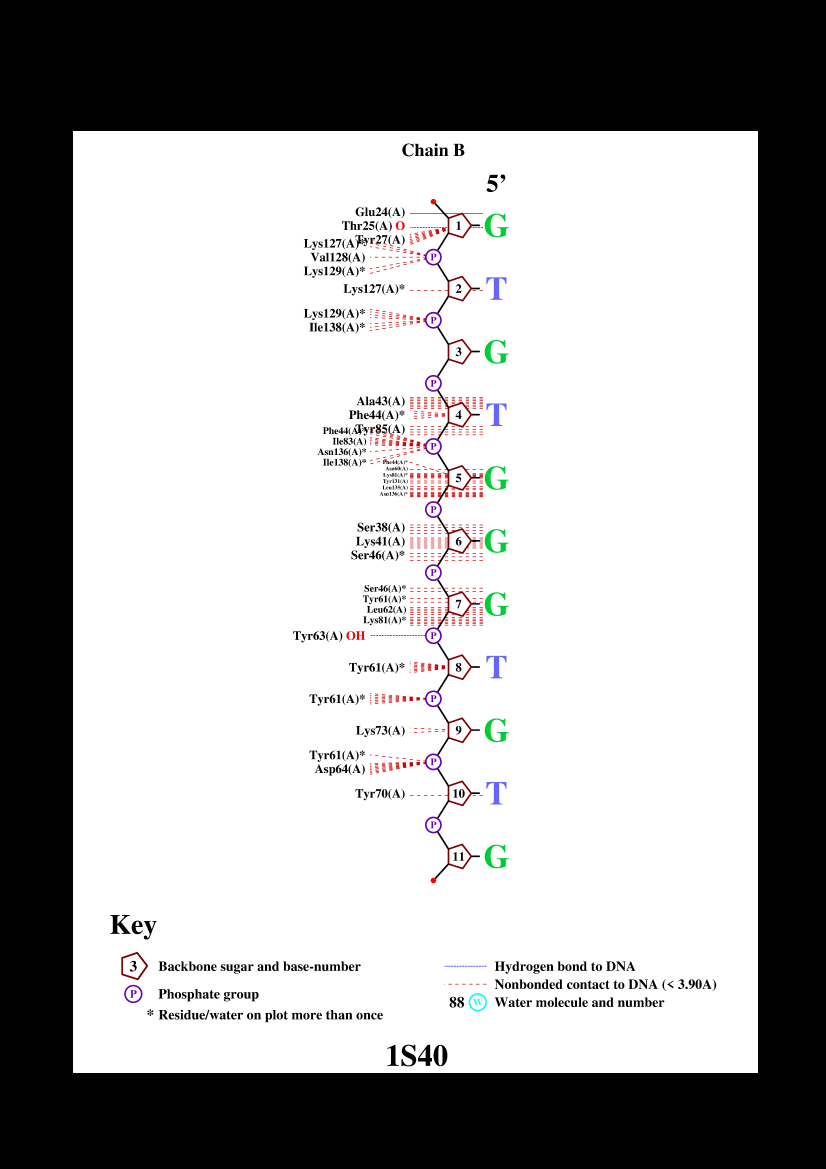 Chain B
5’
Glu24(A)
1 G
Thr25(A) O
Tyr27(A)
Lys127(A)*
Val128(A)
P
Lys129(A)*
Lys127(A)*
2 T
Lys129(A)*
P
Ile138(A)*
3 G
P
Ala43(A)
Phe44(A)*
4 T
Tyr85(A)
Phe44(A)*
Ile83(A)
P
Asn136(A)*
Ile138(A)*
Phe44(A)*
Asn60(A)
Lys81(A)*
5 G
Tyr131(A)
Leu135(A)
Asn136(A)*
P
Ser38(A)
Lys41(A)
6 G
Ser46(A)*
P
Ser46(A)*
Tyr61(A)*
7 G
Leu62(A)
Lys81(A)*
Tyr63(A) OH
P
Tyr61(A)*
8 T
Tyr61(A)*
P
Lys73(A)
9 G
Tyr61(A)*
P
Asp64(A)
Tyr70(A)
10 T
P
11 G
Key
3 Backbone sugar and base-number
P Phosphate group
* Residue/water on plot more than once
Hydrogen bond to DNA
Nonbonded contact to DNA (< 3.90A)
88 W Water molecule and number
1S40